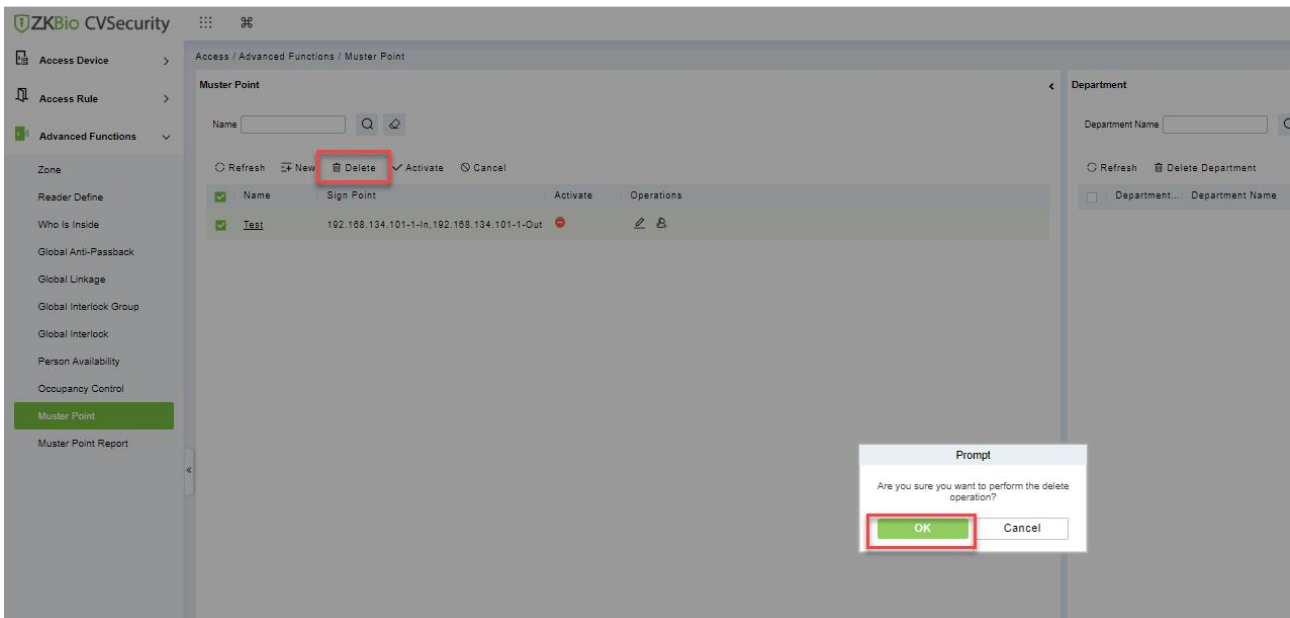 ZKBio CVSecurity
Access Device
Access Rule
Advanced Functions
Zone
Reader Define
Who Is Inside
Global Anti-Passback
Global Linkage
Global Interlock Group
Global Interlock
Person Availability
Occupancy Control
Muster Point
Muster Point Report
Access / Advanced Functions / Muster Point
Muster Point
Name
Refresh New Delete Activate Cancel
Name Sign Point Activate Operations
Test 192.168.134.101-1-In,192.168.134.101-1-Out
Department
Department Name
Refresh Delete Department
Department... Department Name
Prompt
Are you sure you want to perform the delete
operation?
OK Cancel